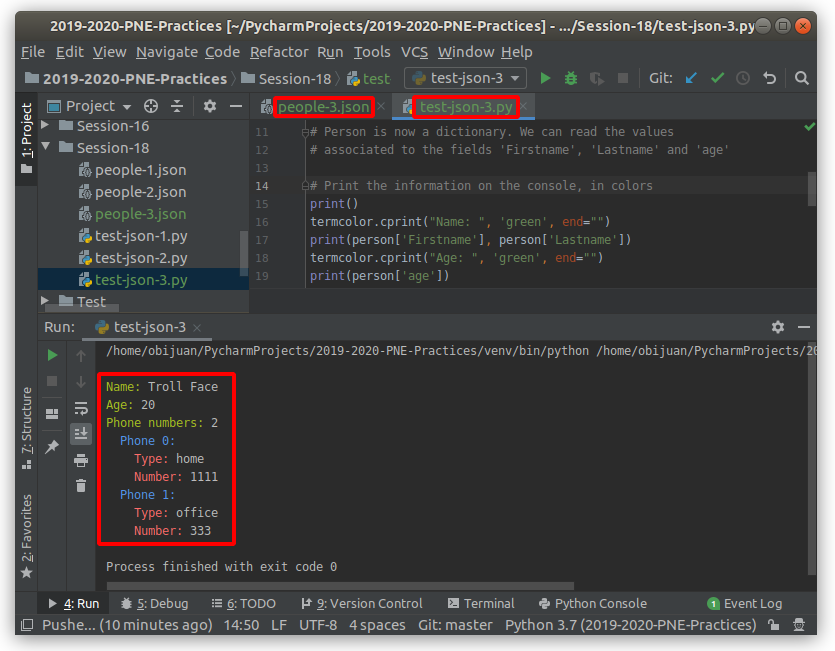 2019-2020-PNE-Practices [~/PycharmProjects/2019-2020-PNE-Practices] - .../Session-18/test-json-3.py
File Edit View Navigate Code Refactor Run Tools VCS Window Help
2019-2020-PNE-Practices Session-18 test test-json-3 Git:
1: Project
Project
people-3.json test-json-3.py
Session-16
Session-18
people-1.json
people-2.json
people-3.json
test-json-1.py
test-json-2.py
test-json-3.py
Test
11 # Person is now a dictionary. We can read the values
12 # associated to the fields 'Firstname', 'Lastname' and 'age'
13
14 # Print the information on the console, in colors
15 print()
16 termcolor.cprint("Name: ", 'green', end="")
17 print(person['Firstname'], person['Lastname'])
18 termcolor.cprint("Age: ", 'green', end="")
19 print(person['age'])
Run: test-json-3
/home/obijuan/PycharmProjects/2019-2020-PNE-Practices/venv/bin/python /home/obijuan/PycharmProjects/20
Name: Troll Face
Age: 20
Phone numbers: 2
Phone 0:
Type: home
Number: 1111
Phone 1:
Type: office
Number: 333
Process finished with exit code 0
7: Structure
2: Favorites
4: Run 5: Debug 6: TODO 9: Version Control Terminal Python Console 1 Event Log
Pushe... (10 minutes ago) 14:50 LF UTF-8 4 spaces Git: master Python 3.7 (2019-2020-PNE-Practices)